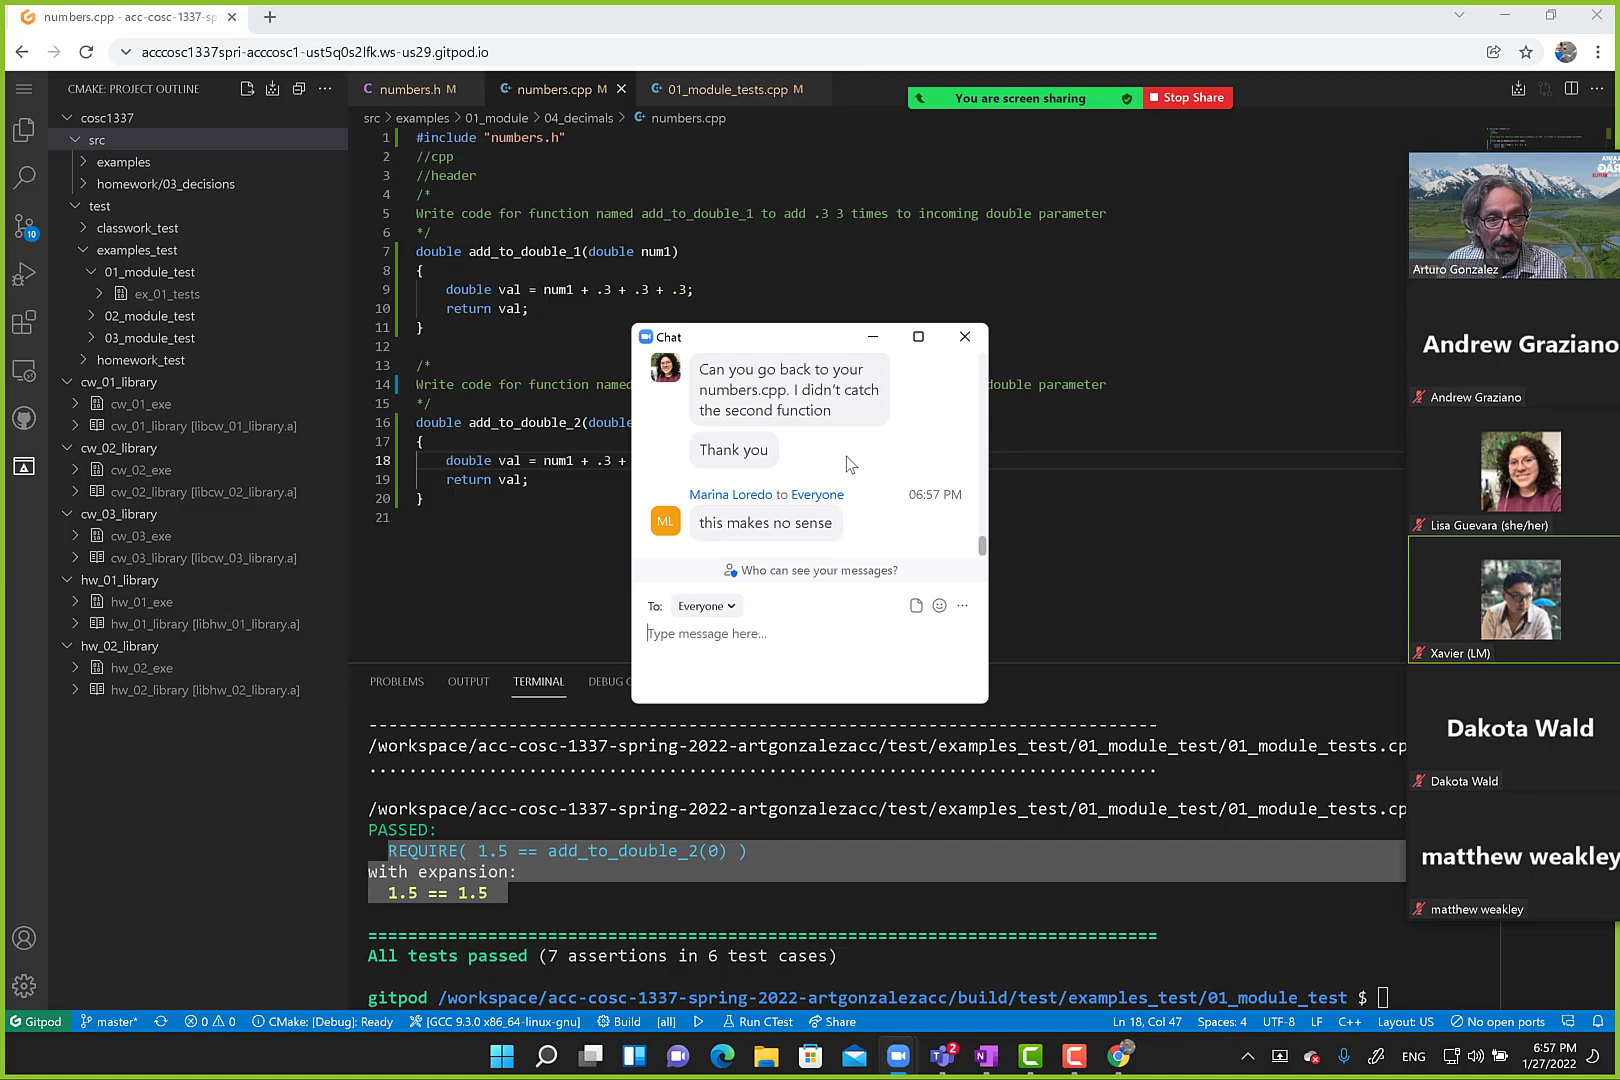 numbers.cpp - acc-cosc-1337-sp
acccosc1337spri-acccosc1-ust5q0s2lfk.ws-us29.gitpod.io
CMAKE: PROJECT OUTLINE
numbers.h M
numbers.cpp M
01_module_tests.cpp M
You are screen sharing
Stop Share
src > examples > 01_module > 04_decimals > numbers.cpp
cosc1337
src
examples
homework/03_decisions
test
classwork_test
examples_test
01_module_test
ex_01_tests
02_module_test
03_module_test
homework_test
cw_01_library
cw_01_exe
cw_01_library [libcw_01_library.a]
cw_02_library
cw_02_exe
cw_02_library [libcw_02_library.a]
cw_03_library
cw_03_exe
cw_03_library [libcw_03_library.a]
hw_01_library
hw_01_exe
hw_01_library [libhw_01_library.a]
hw_02_library
hw_02_exe
hw_02_library [libhw_02_library.a]
10
1 #include "numbers.h"
2 //cpp
3 //header
4 /*
5 Write code for function named add_to_double_1 to add .3 3 times to incoming double parameter
6 */
7 double add_to_double_1(double num1)
8 {
9 double val = num1 + .3 + .3 + .3;
10 return val;
11 }
12
13 /*
14 Write code for function named double parameter
15 */
16 double add_to_double_2(double
17 {
18 double val = num1 + .3 +
19 return val;
20 }
21
Chat
Can you go back to your
numbers.cpp. I didn't catch
the second function
Thank you
Marina Loredo to Everyone 06:57 PM
ML
this makes no sense
Who can see your messages?
To: Everyone
Type message here...
Arturo Gonzalez
Andrew Graziano
Andrew Graziano
Lisa Guevara (she/her)
Xavier (LM)
Dakota Wald
Dakota Wald
matthew weakley
matthew weakley
PROBLEMS OUTPUT TERMINAL DEBUG C
-------------------------------------------------------------------------------
/workspace/acc-cosc-1337-spring-2022-artgonzalezacc/test/examples_test/01_module_test/01_module_tests.cp
...............................................................................
/workspace/acc-cosc-1337-spring-2022-artgonzalezacc/test/examples_test/01_module_test/01_module_tests.cp
PASSED:
REQUIRE( 1.5 == add_to_double_2(0) )
with expansion:
1.5 == 1.5
===============================================================================
All tests passed (7 assertions in 6 test cases)
gitpod /workspace/acc-cosc-1337-spring-2022-artgonzalezacc/build/test/examples_test/01_module_test $
Gitpod master* 0 0 CMake: [Debug]: Ready [GCC 9.3.0 x86_64-linux-gnu] Build [all] Run CTest Share Ln 18, Col 47 Spaces: 4 UTF-8 LF C++ Layout: US No open ports
2
ENG
6:57 PM
1/27/2022